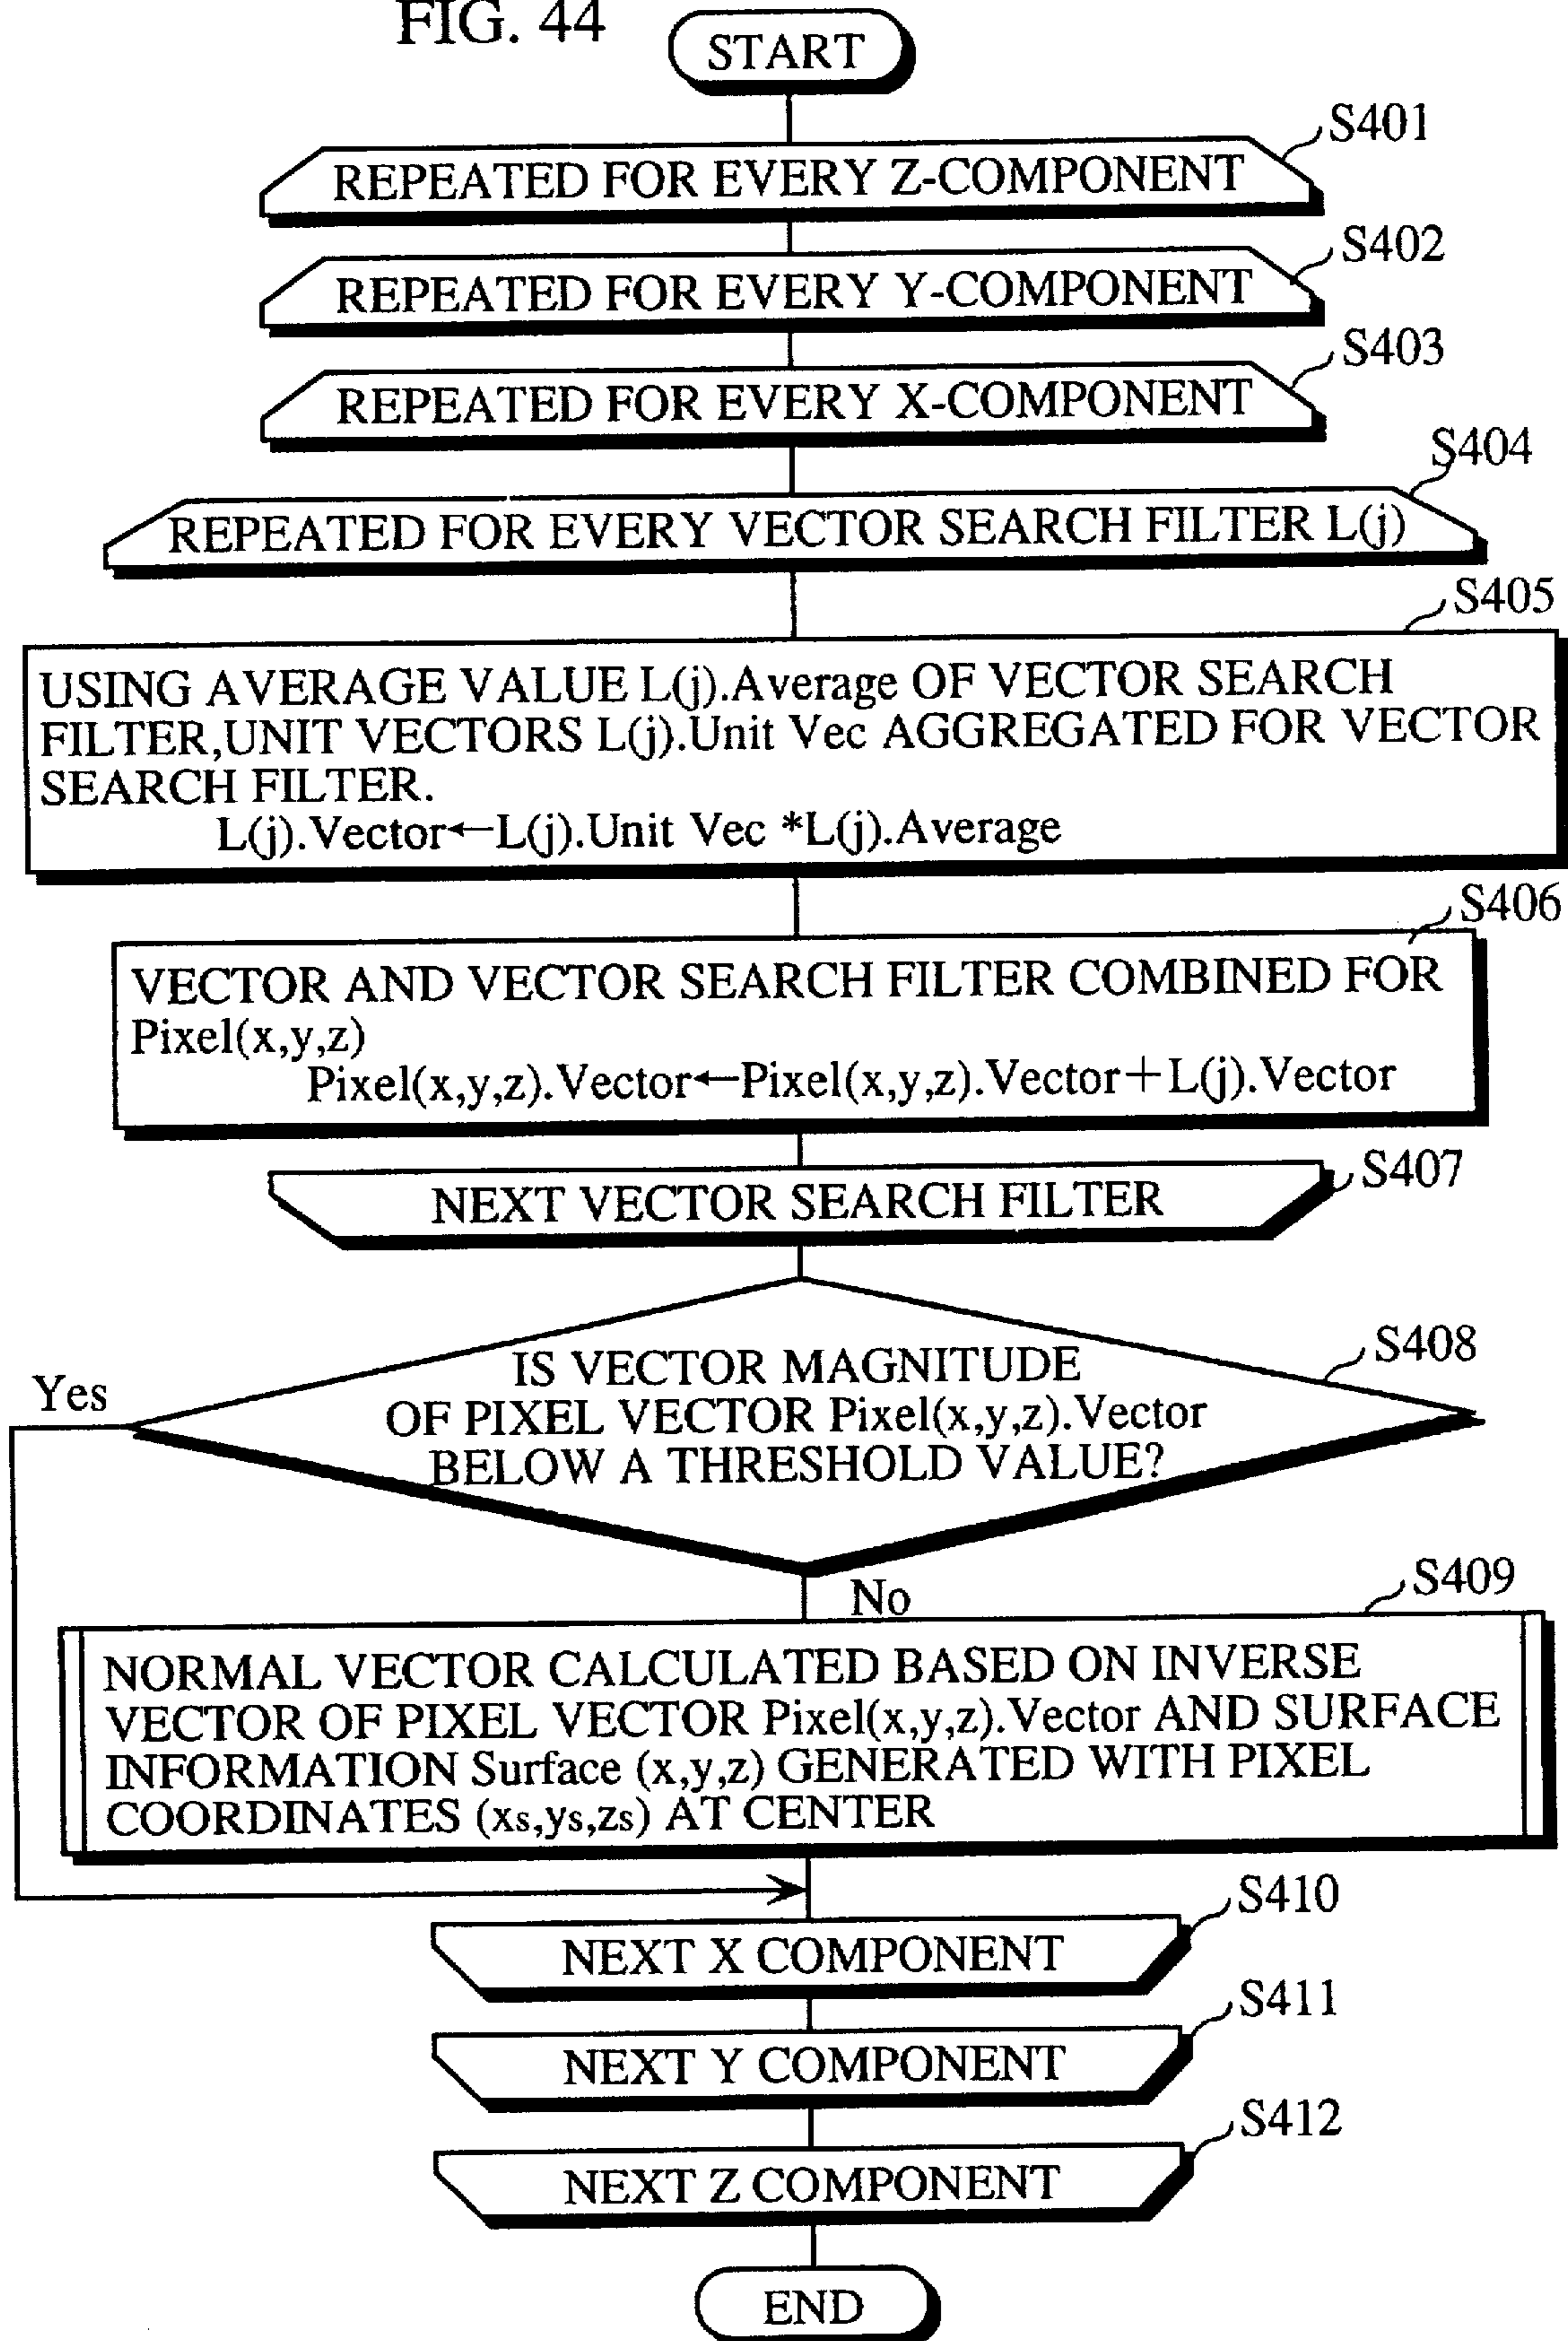 FIG. 44
START
S401
REPEATED FOR EVERY Z-COMPONENT
S402
REPEATED FOR EVERY Y-COMPONENT
S403
REPEATED FOR EVERY X-COMPONENT
S404
REPEATED FOR EVERY VECTOR SEARCH FILTER L(j)
S405
USING AVERAGE VALUE L(j).Average OF VECTOR SEARCH
FILTER,UNIT VECTORS L(j).Unit Vec AGGREGATED FOR VECTOR
SEARCH FILTER.
L(j).Vector←L(j).Unit Vec *L(j).Average
S406
VECTOR AND VECTOR SEARCH FILTER COMBINED FOR
Pixel(x,y,z)
Pixel(x,y,z).Vector←Pixel(x,y,z).Vector+L(j).Vector
S407
NEXT VECTOR SEARCH FILTER
S408
Yes
IS VECTOR MAGNITUDE
OF PIXEL VECTOR Pixel(x,y,z).Vector
BELOW A THRESHOLD VALUE?
No
S409
NORMAL VECTOR CALCULATED BASED ON INVERSE
VECTOR OF PIXEL VECTOR Pixel(x,y,z).Vector AND SURFACE
INFORMATION Surface (x,y,z) GENERATED WITH PIXEL
COORDINATES (xs,ys,zs) AT CENTER
S410
NEXT X COMPONENT
S411
NEXT Y COMPONENT
S412
NEXT Z COMPONENT
END